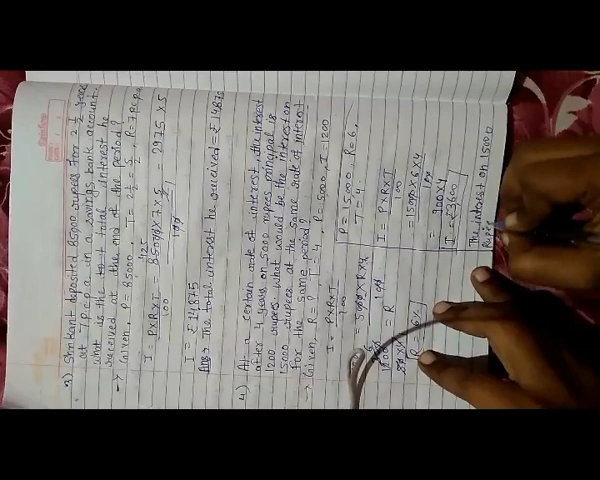 3) Shrikant deposited 85000 rupees for 2 1/2 years
at 7 p.c.p.a in a savings bank account.
what is the total interest he
received at the end of the period?
→ Given, P = 85000, T = 2 1/2 = 5/2, R = 7 p.c.p.a
I = P×R×T / 100 = 85000 × 7 × 5 / 100 = 2975 × 5
I = ₹ 14875
Ans→ The total interest he received = ₹ 14875
4) At a certain rate of interest, the interest
after 4 years on 5000 rupees principal is
1200 rupees. What would be the interest on
15000 rupees at the same rate of interest
for the same period?
→ Given, R = ?, T = 4, P = 5000, I = 1200
I = P×R×T / 100
= 5000 × R × 4 / 100
= R
R = 6%
P = 15000, R = 6,
T = 4
I = P×R×T / 100
= 15000 × 6 × 4 / 100
= 900 × 4
I = ₹3600
The interest on 15000